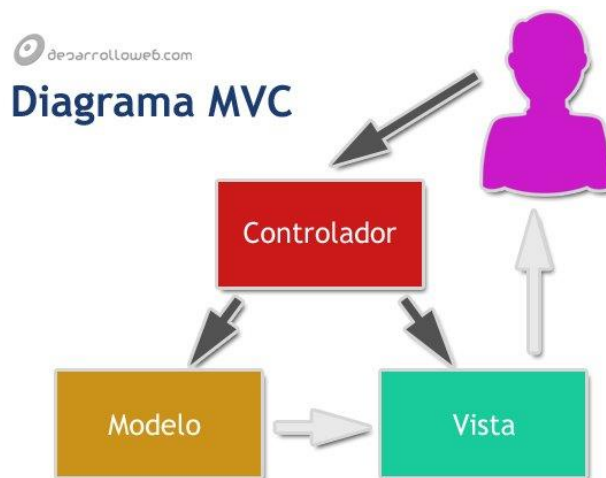 desarrolloweb.com
Diagrama MVC
Controlador
Modelo
Vista